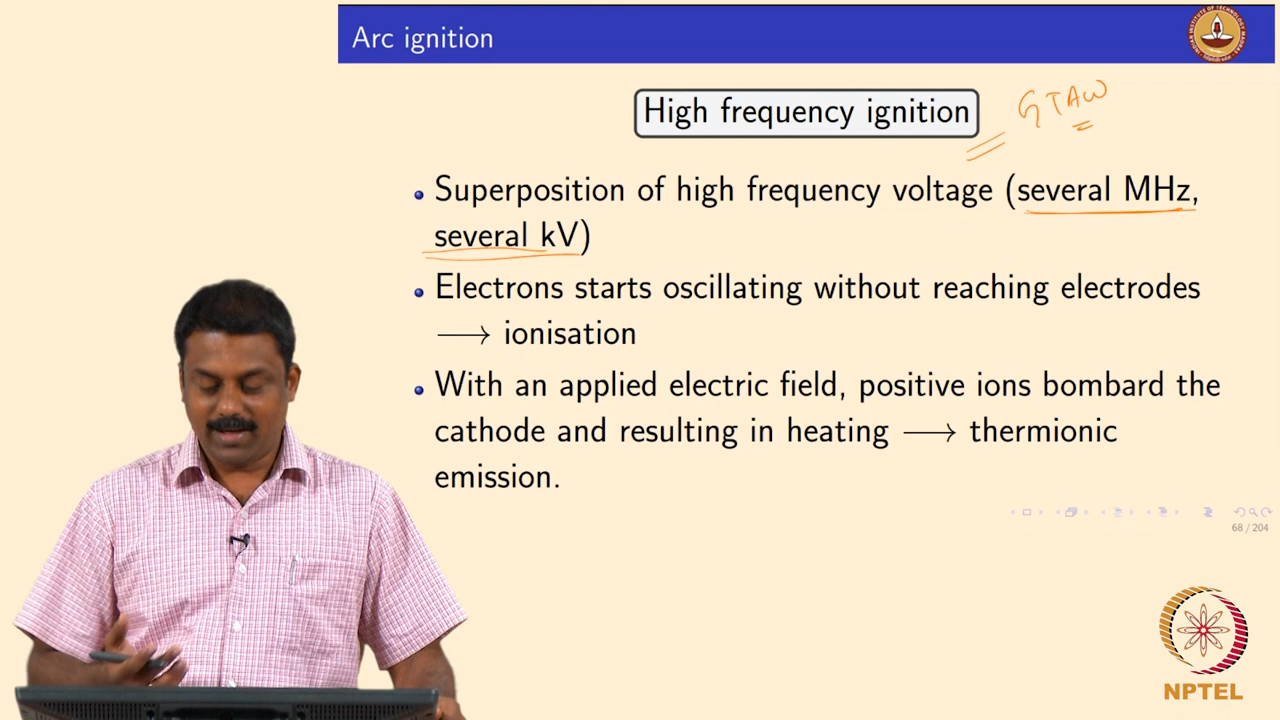 Arc ignition
High frequency ignition
GTAW
Superposition of high frequency voltage (several MHz,
several kV)
Electrons starts oscillating without reaching electrodes
⟶ ionisation
With an applied electric field, positive ions bombard the
cathode and resulting in heating ⟶ thermionic
emission.
68 / 204
NPTEL